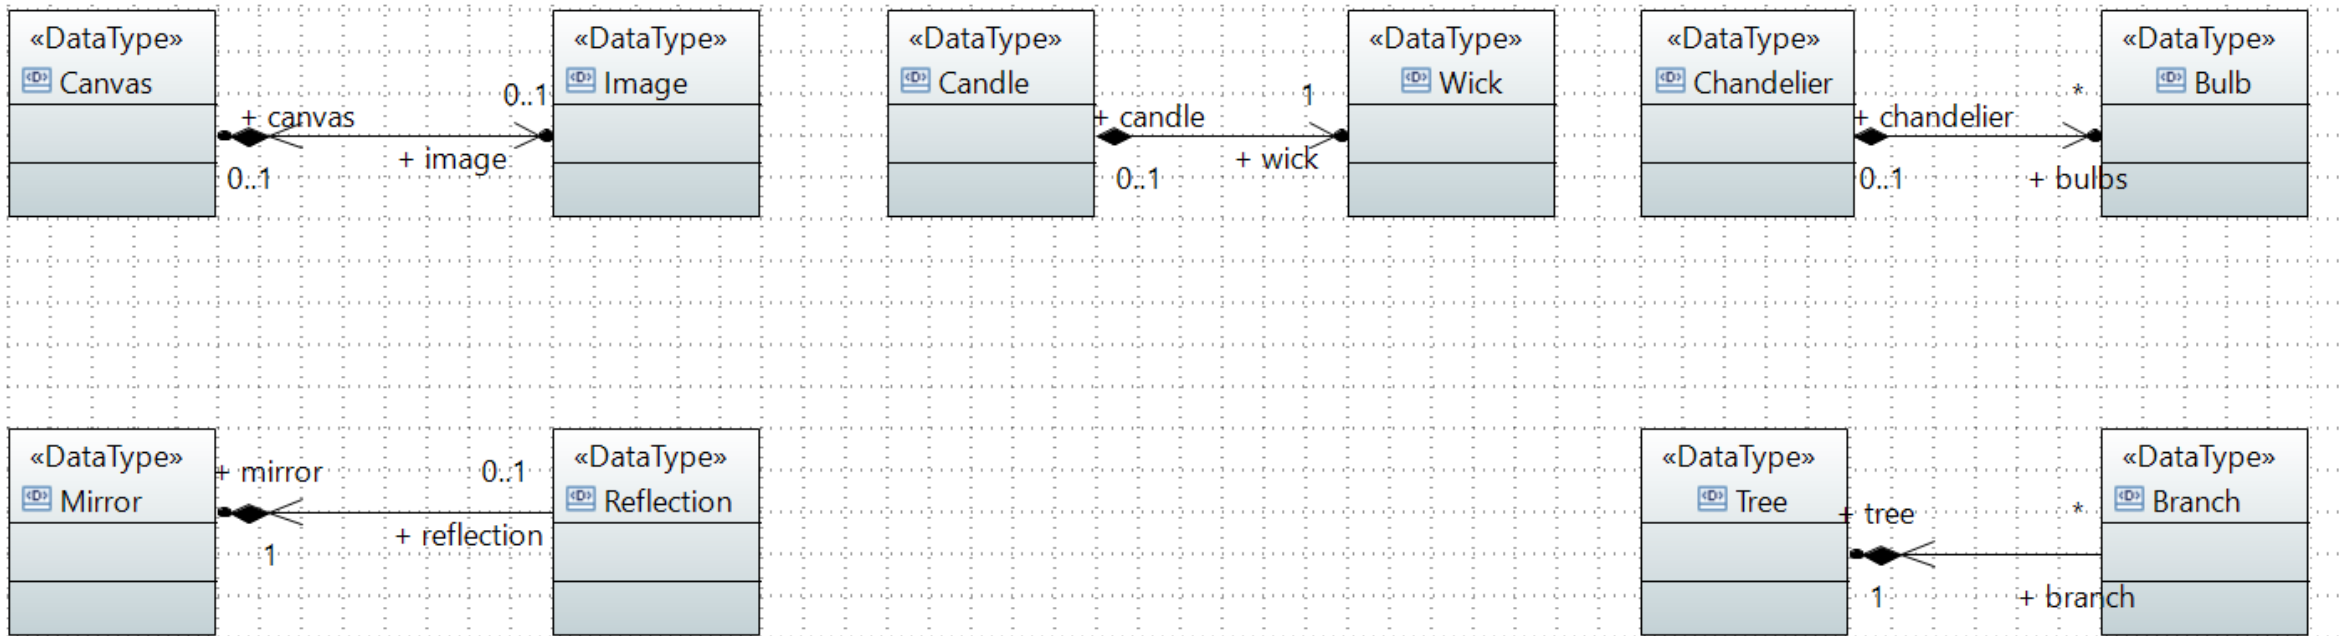 «DataType»
Canvas
+ canvas
0..1
0..1
+ image
«DataType»
Image
«DataType»
Candle
+ candle
0..1
1
+ wick
«DataType»
Wick
«DataType»
Chandelier
+ chandelier
0..1
*
+ bulbs
«DataType»
Bulb
«DataType»
Mirror
+ mirror
1
0..1
+ reflection
«DataType»
Reflection
«DataType»
Tree
+ tree
1
*
+ branch
«DataType»
Branch